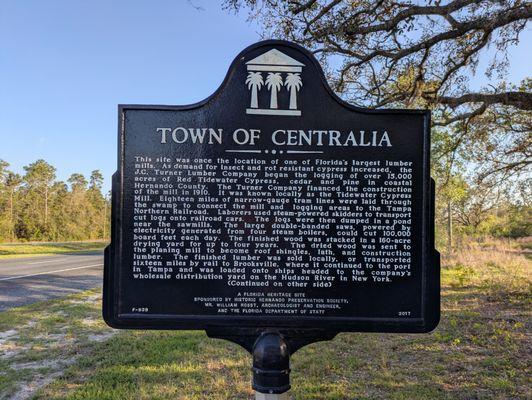 TOWN OF CENTRALIA
This site was once the location of one of Florida's largest lumber
mills. As demand for insect and rot resistant cypress increased, the
J.C. Turner Lumber Company began the logging of over 15,000
acres of Red Tidewater Cypress, cedar and pine in coastal
Hernando County. The Turner Company financed the construction
of the mill in 1910. It was known locally as the Tidewater Cypress
Mill. Eighteen miles of narrow-gauge tram lines were laid through
the swamp to connect the mill and logging areas to the Tampa
Northern Railroad. Laborers used steam-powered skidders to transport
cut logs onto railroad cars. The logs were then dumped in a pond
near the sawmills. The large double-banded saws, powered by
electricity generated from four steam boilers, could cut 100,000
board feet each day. The finished wood was stacked in a 160-acre
drying yard for up to four years. The dried wood was sent to
the planing mill to become roof shingles, lath, and construction
lumber. The finished lumber was sold locally, or transported
sixteen miles by rail to Brooksville, where it continued to the port
in Tampa and was loaded onto ships headed to the company's
wholesale distribution yard on the Hudson River in New York.
(Continued on other side)
A FLORIDA HERITAGE SITE
SPONSORED BY HISTORIC HERNANDO PRESERVATION SOCIETY,
MR. WILLIAM ROSST, ARCHAEOLOGIST AND ENGINEER,
AND THE FLORIDA DEPARTMENT OF STATE
F-939 2017